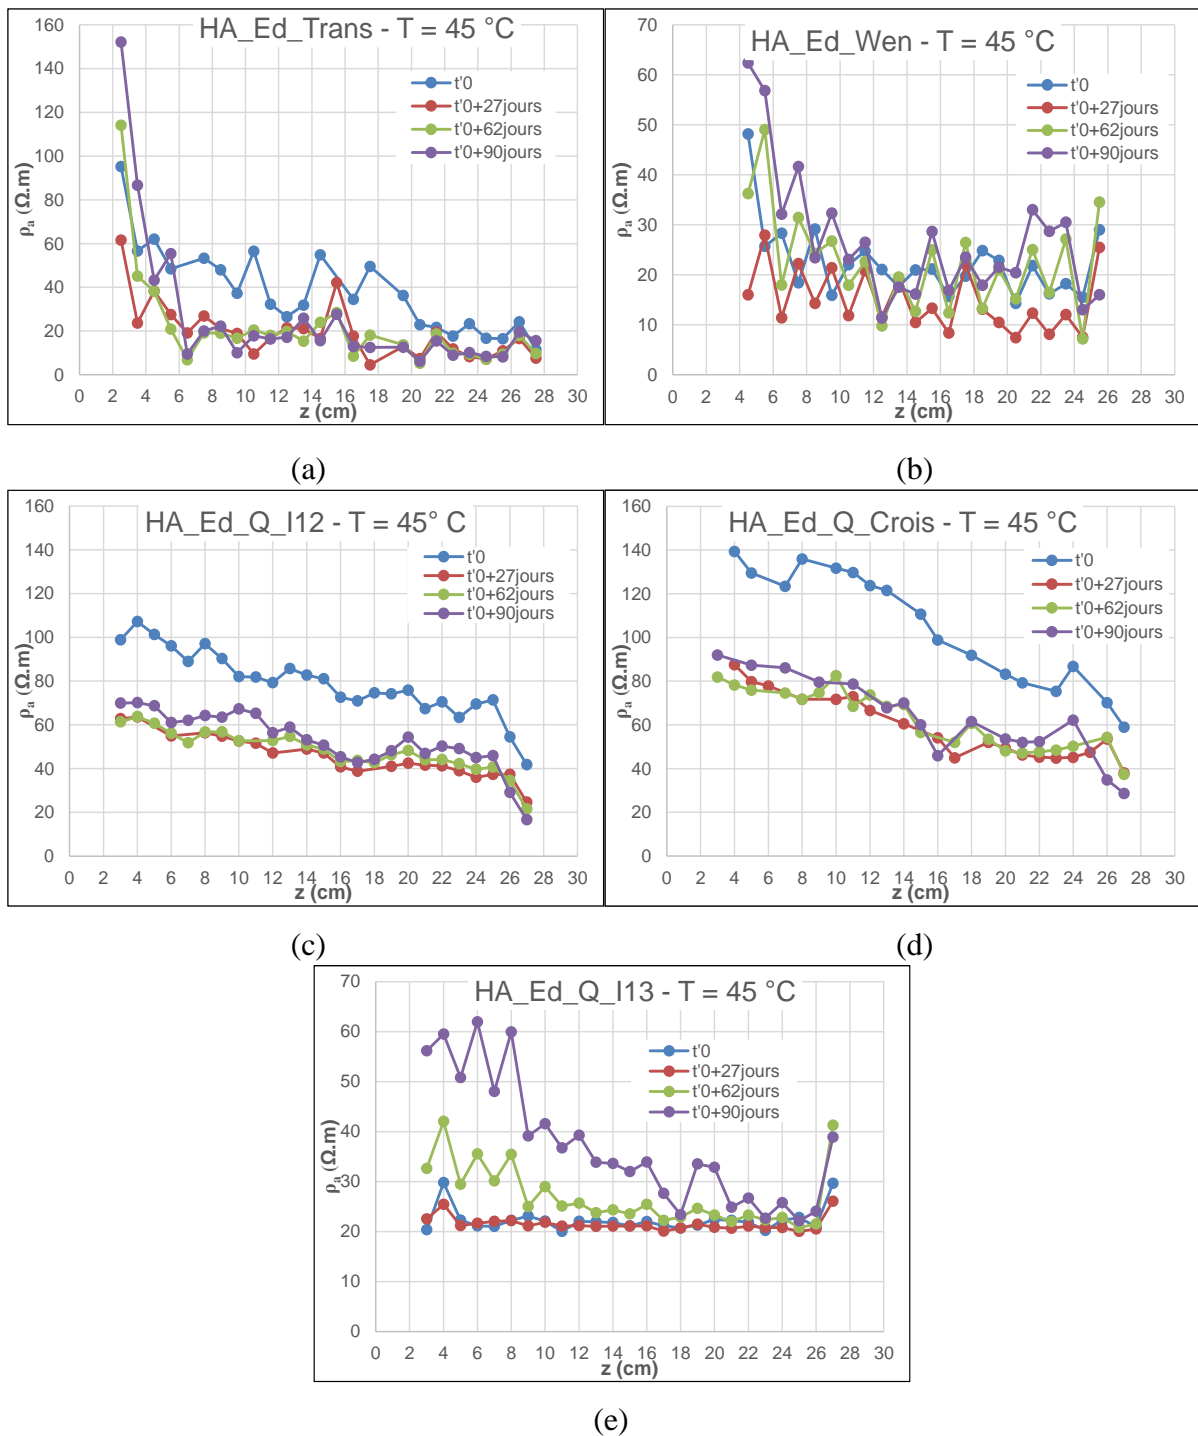 HA_Ed_Trans - T = 45 °C
160
140
120
100
80
60
40
20
0
ρa (Ω.m)
t'0
t'0+27jours
t'0+62jours
t'0+90jours
0 2 4 6 8 10 12 14 16 18 20 22 24 26 28 30
z (cm)
(a)
HA_Ed_Wen - T = 45 °C
70
60
50
40
30
20
10
0
ρa (Ω.m)
t'0
t'0+27jours
t'0+62jours
t'0+90jours
0 2 4 6 8 10 12 14 16 18 20 22 24 26 28 30
z (cm)
(b)
HA_Ed_Q_I12 - T = 45° C
160
140
120
100
80
60
40
20
0
ρa (Ω.m)
t'0
t'0+27jours
t'0+62jours
t'0+90jours
0 2 4 6 8 10 12 14 16 18 20 22 24 26 28 30
z (cm)
(c)
HA_Ed_Q_Crois - T = 45 °C
160
140
120
100
80
60
40
20
0
ρa (Ω.m)
t'0
t'0+27jours
t'0+62jours
t'0+90jours
0 2 4 6 8 10 12 14 16 18 20 22 24 26 28 30
z (cm)
(d)
HA_Ed_Q_I13 - T = 45 °C
70
60
50
40
30
20
10
0
ρa (Ω.m)
t'0
t'0+27jours
t'0+62jours
t'0+90jours
0 2 4 6 8 10 12 14 16 18 20 22 24 26 28 30
z (cm)
(e)